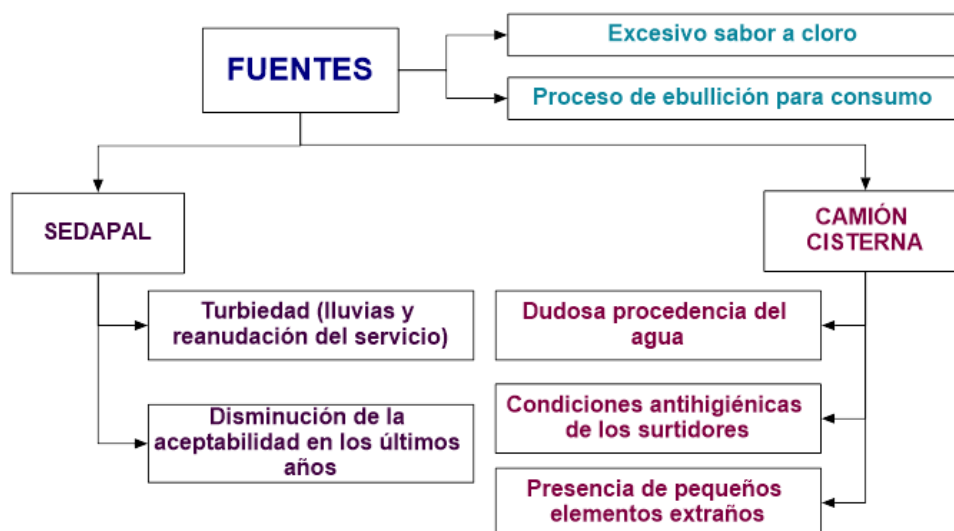 FUENTES
Excesivo sabor a cloro
Proceso de ebullición para consumo
SEDAPAL
CAMIÓN
CISTERNA
Turbiedad (lluvias y
reanudación del servicio)
Disminución de la
aceptabilidad en los últimos
años
Dudosa procedencia del
agua
Condiciones antihigiénicas
de los surtidores
Presencia de pequeños
elementos extraños